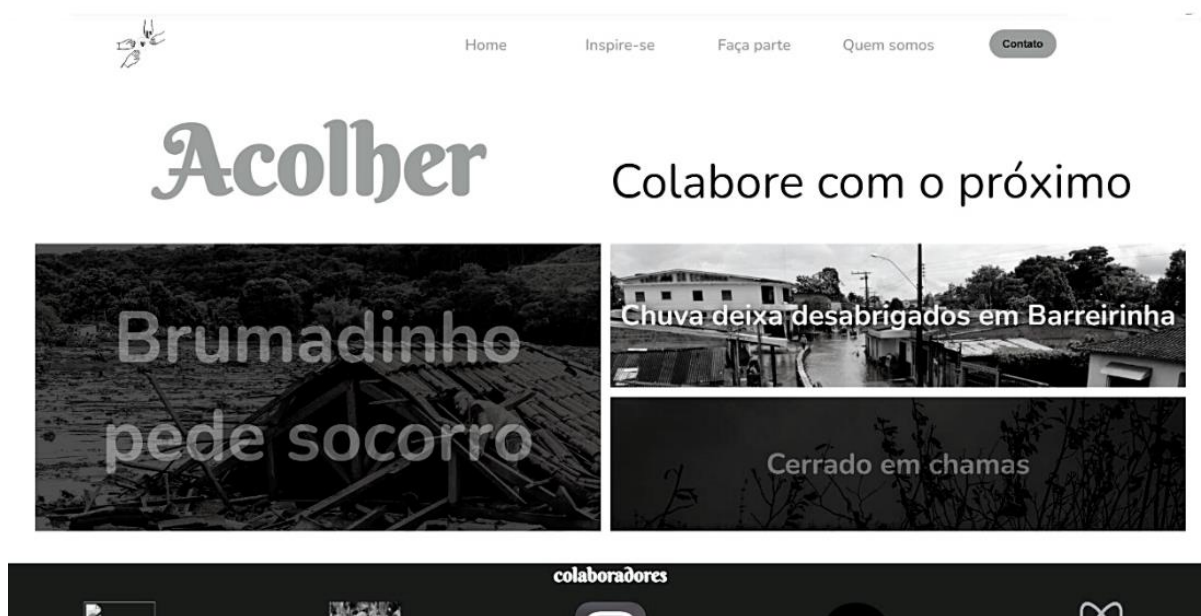 Home Inspire-se Faça parte Quem somos Contato
Acolher
Colabore com o próximo
Brumadinho
pede socorro
Chuva deixa desabrigados em Barreirinha
Cerrado em chamas
colaboradores